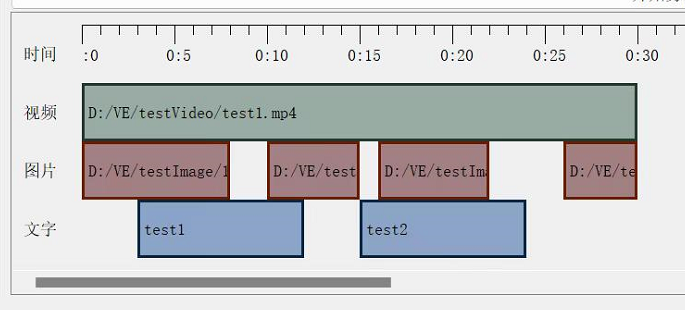 时间 :0 0:5 0:10 0:15 0:20 0:25 0:30
视频 D:/VE/testVideo/test1.mp4
图片 D:/VE/testImage/1 D:/VE/test D:/VE/testIm D:/VE/te
文字 test1 test2